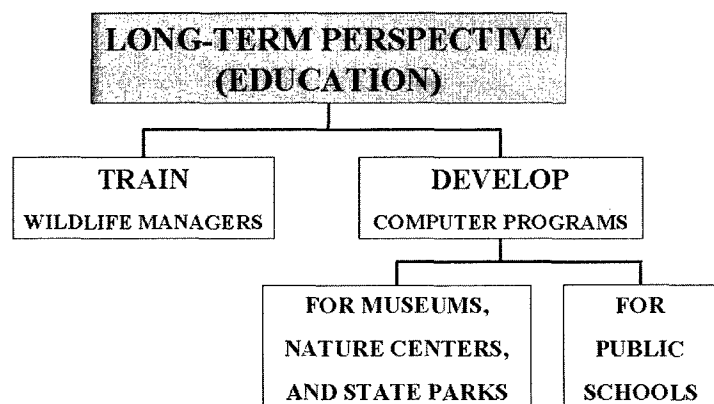 LONG-TERM PERSPECTIVE
(EDUCATION)
TRAIN
WILDLIFE MANAGERS
DEVELOP
COMPUTER PROGRAMS
FOR MUSEUMS,
NATURE CENTERS,
AND STATE PARKS
FOR
PUBLIC
SCHOOLS